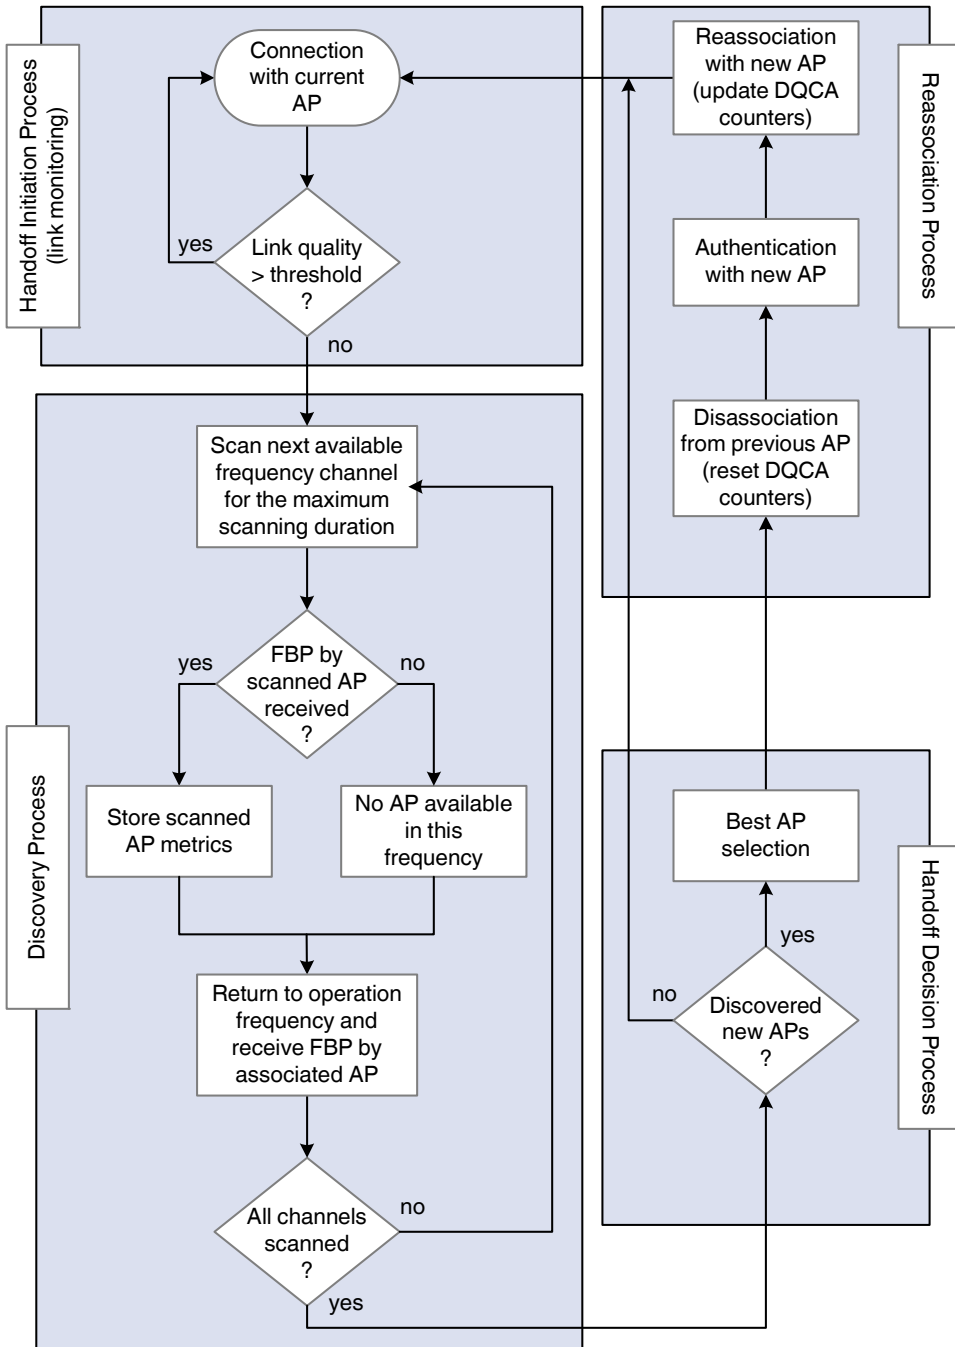 Handoff Initiation Process
(link monitoring)
Connection
with current
AP
yes
Link quality
> threshold
?
no
Discovery Process
Scan next available
frequency channel
for the maximum
scanning duration
yes
FBP by
scanned AP
received
?
no
Store scanned
AP metrics
No AP available
in this
frequency
Return to operation
frequency and
receive FBP by
associated AP
All channels
scanned
?
no
yes
Reassociation Process
Reassociation
with new AP
(update DQCA
counters)
Authentication
with new AP
Disassociation
from previous AP
(reset DQCA
counters)
Handoff Decision Process
Best AP
selection
yes
no
Discovered
new APs
?